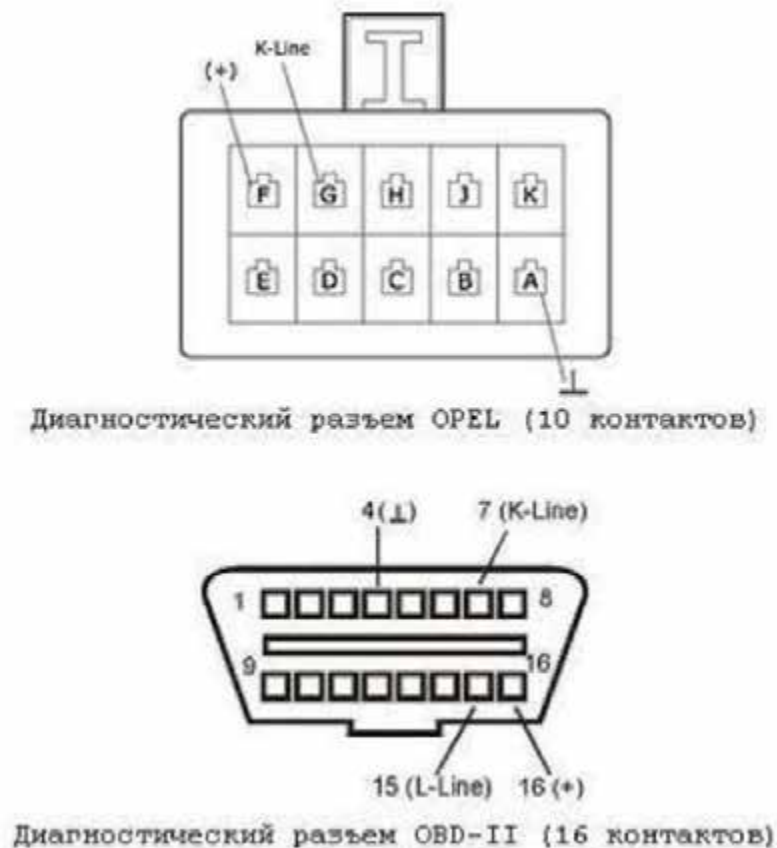 K-Line
(+)
F G H J K
E D C B A
⊥
Диагностический разъем OPEL (10 контактов)
4(⊥) 7 (K-Line)
1 8
9 16
15 (L-Line) 16 (+)
Диагностический разъем OBD-II (16 контактов)